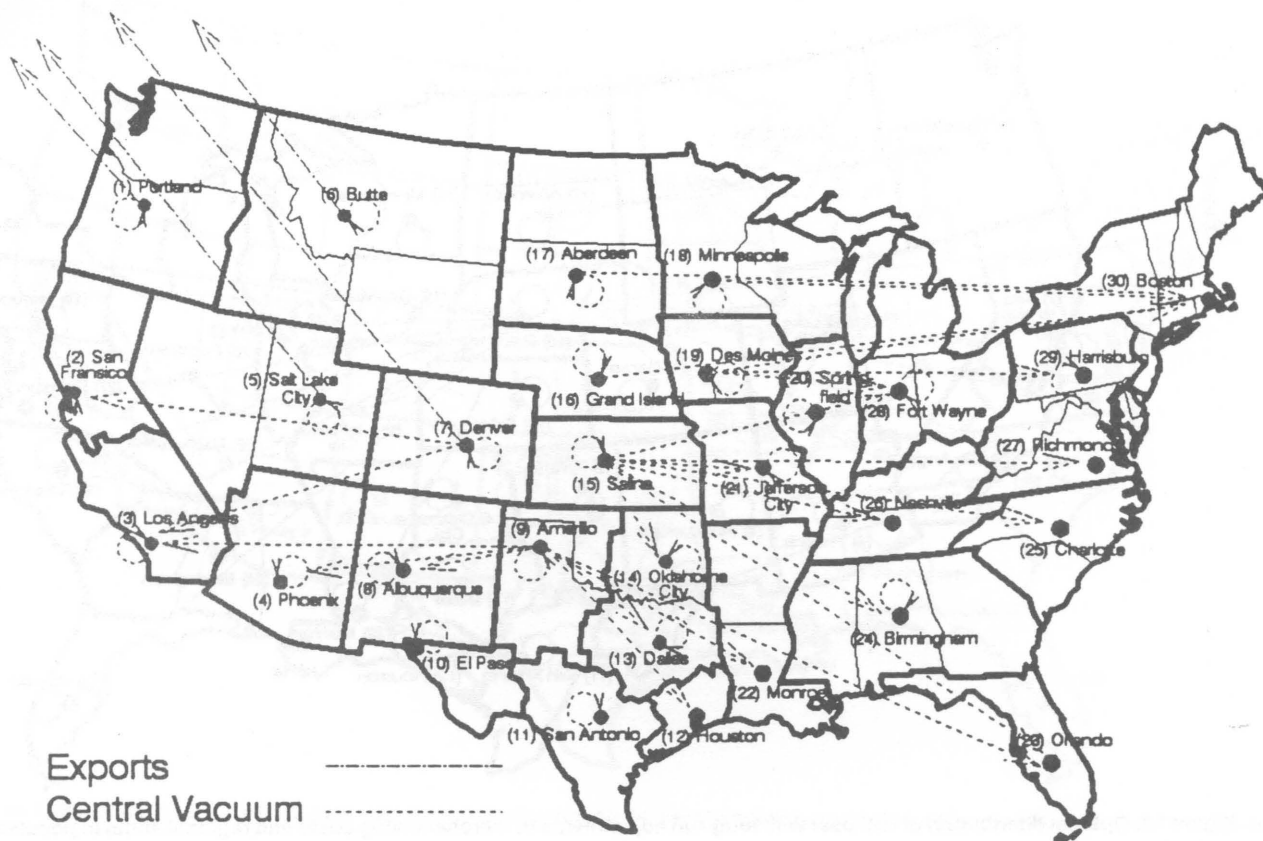 (1) Portland
(6) Butte
(17) Aberdeen
(18) Minneapolis
(30) Boston
(2) San
Fransico
(5) Salt Lake
City
(16) Grand Island
(19) Des Moine
(20) Spring
field
(28) Fort Wayne
(29) Harrisburg
(7) Denver
(15) Salina
(21) Jefferson
City
(27) Richmond
(26) Nashville
(25) Charlotte
(3) Los Angeles
(9) Amarillo
(4) Phoenix
(8) Albuquerque
(14) Oklahoma
City
(10) El Paso
(13) Dallas
(24) Birmingham
(22) Monroe
(11) San Antonio
(12) Houston
(23) Orlando
Exports
Central Vacuum